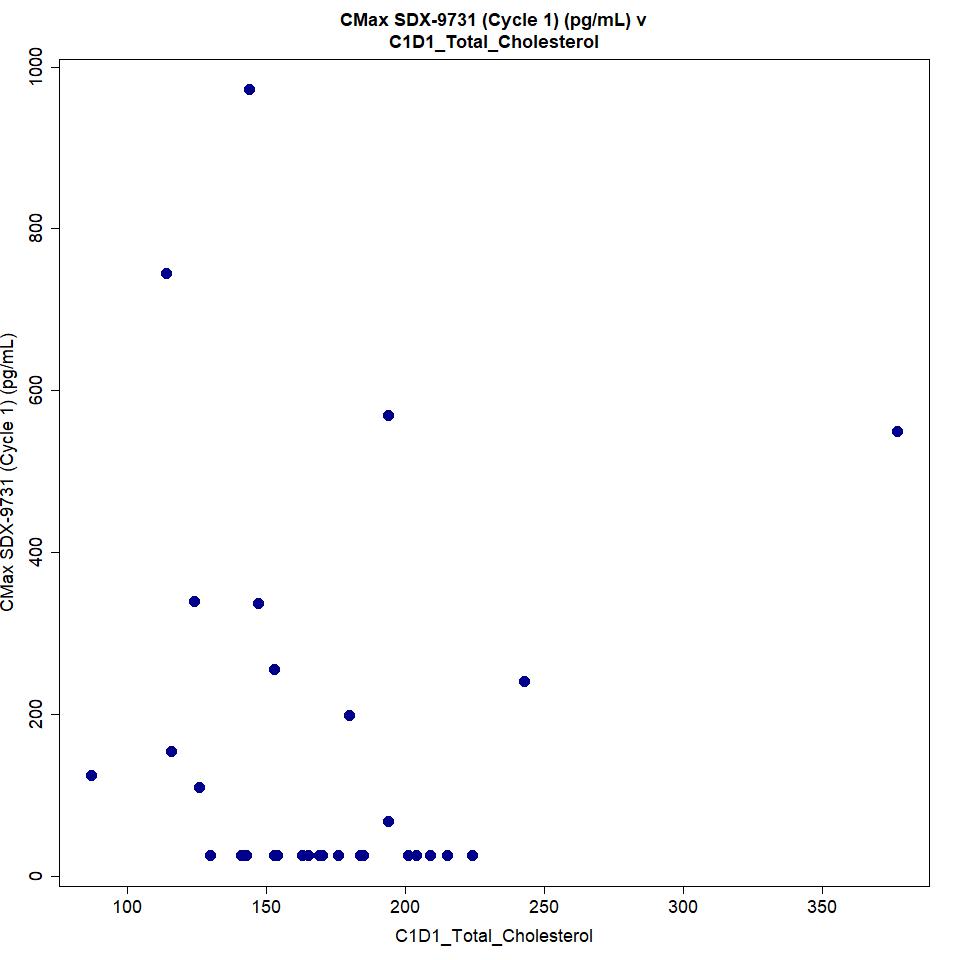 CMax SDX-9731 (Cycle 1) (pg/mL) v
C1D1_Total_Cholesterol
1000
800
600
400
200
0
CMax SDX-9731 (Cycle 1) (pg/mL)
100 150 200 250 300 350
C1D1_Total_Cholesterol